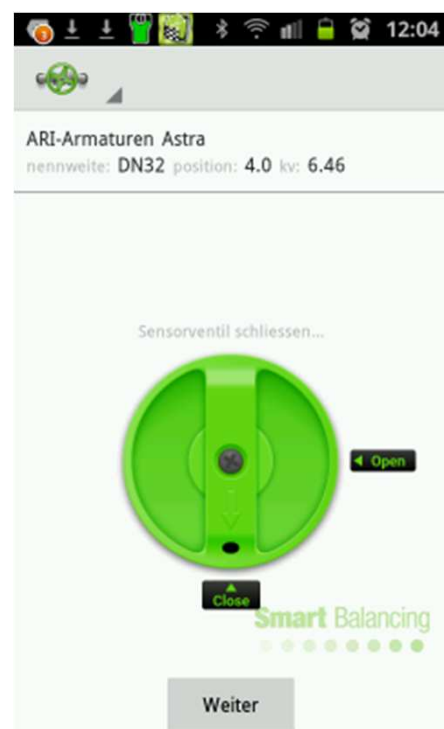 3
12:04
ARI-Armaturen Astra
nennweite: DN32 position: 4.0 kv: 6.46
Sensorventil schliessen...
Open
Close
Smart Balancing
Weiter